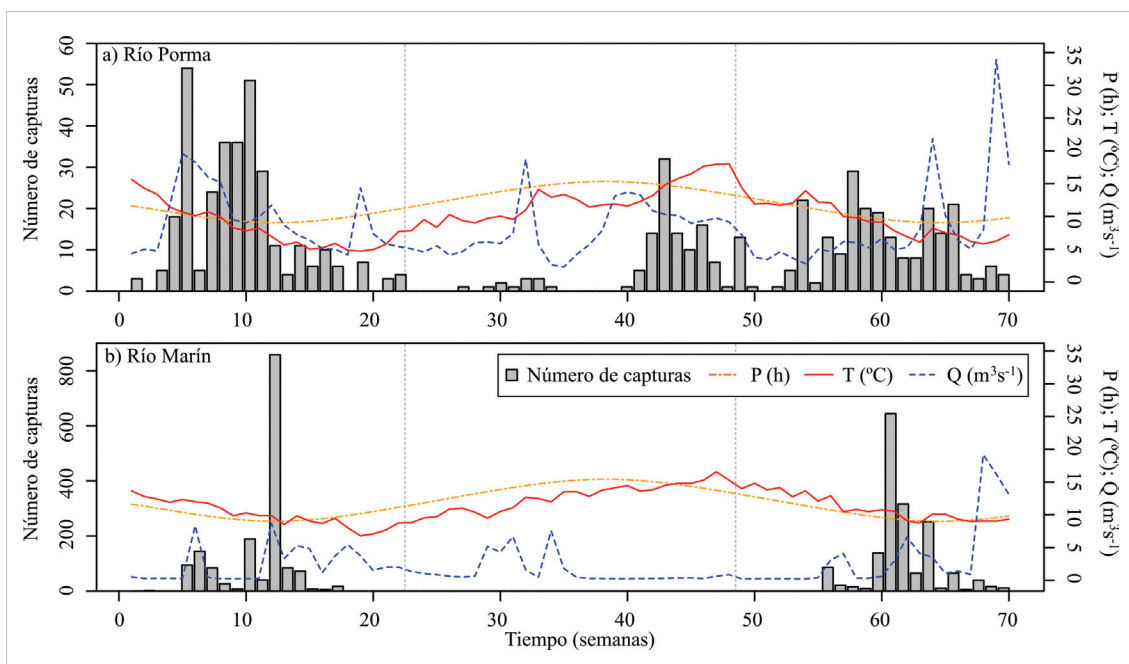 a) Río Porma
Número de capturas
0 10 20 30 40 50 60
P (h); T (ºC); Q (m³s⁻¹)
0 5 10 15 20 25 30 35
0 10 20 30 40 50 60 70
b) Río Marín
Número de capturas P (h) T (ºC) Q (m³s⁻¹)
Número de capturas
0 200 400 600 800
P (h); T (ºC); Q (m³s⁻¹)
0 5 10 15 20 25 30 35
0 10 20 30 40 50 60 70
Tiempo (semanas)